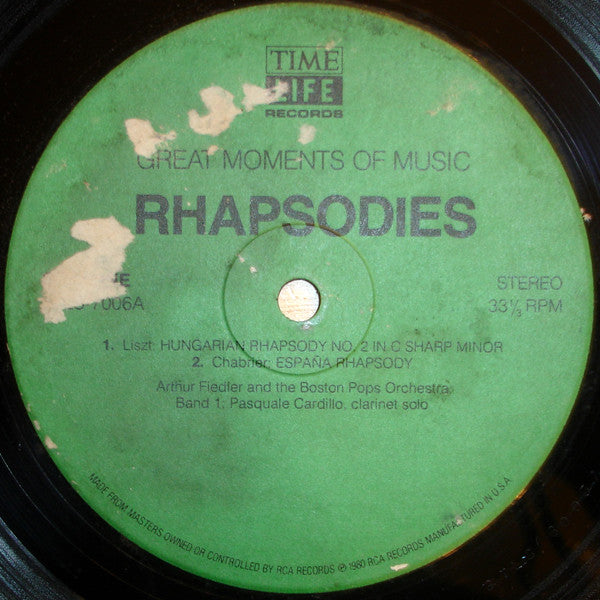 TIME
LIFE
RECORDS
GREAT MOMENTS OF MUSIC
RHAPSODIES
STEREO
33⅓ RPM
1. Liszt: HUNGARIAN RHAPSODY NO. 2 IN C SHARP MINOR
2. Chabrier: ESPAÑA RHAPSODY
Arthur Fiedler and the Boston Pops Orchestra
Band 1, Pasquale Cardillo, clarinet solo
MADE FROM MASTERS OWNED OR CONTROLLED BY RCA RECORDS ℗ 1980 RCA RECORDS MANUFACTURED IN U.S.A.